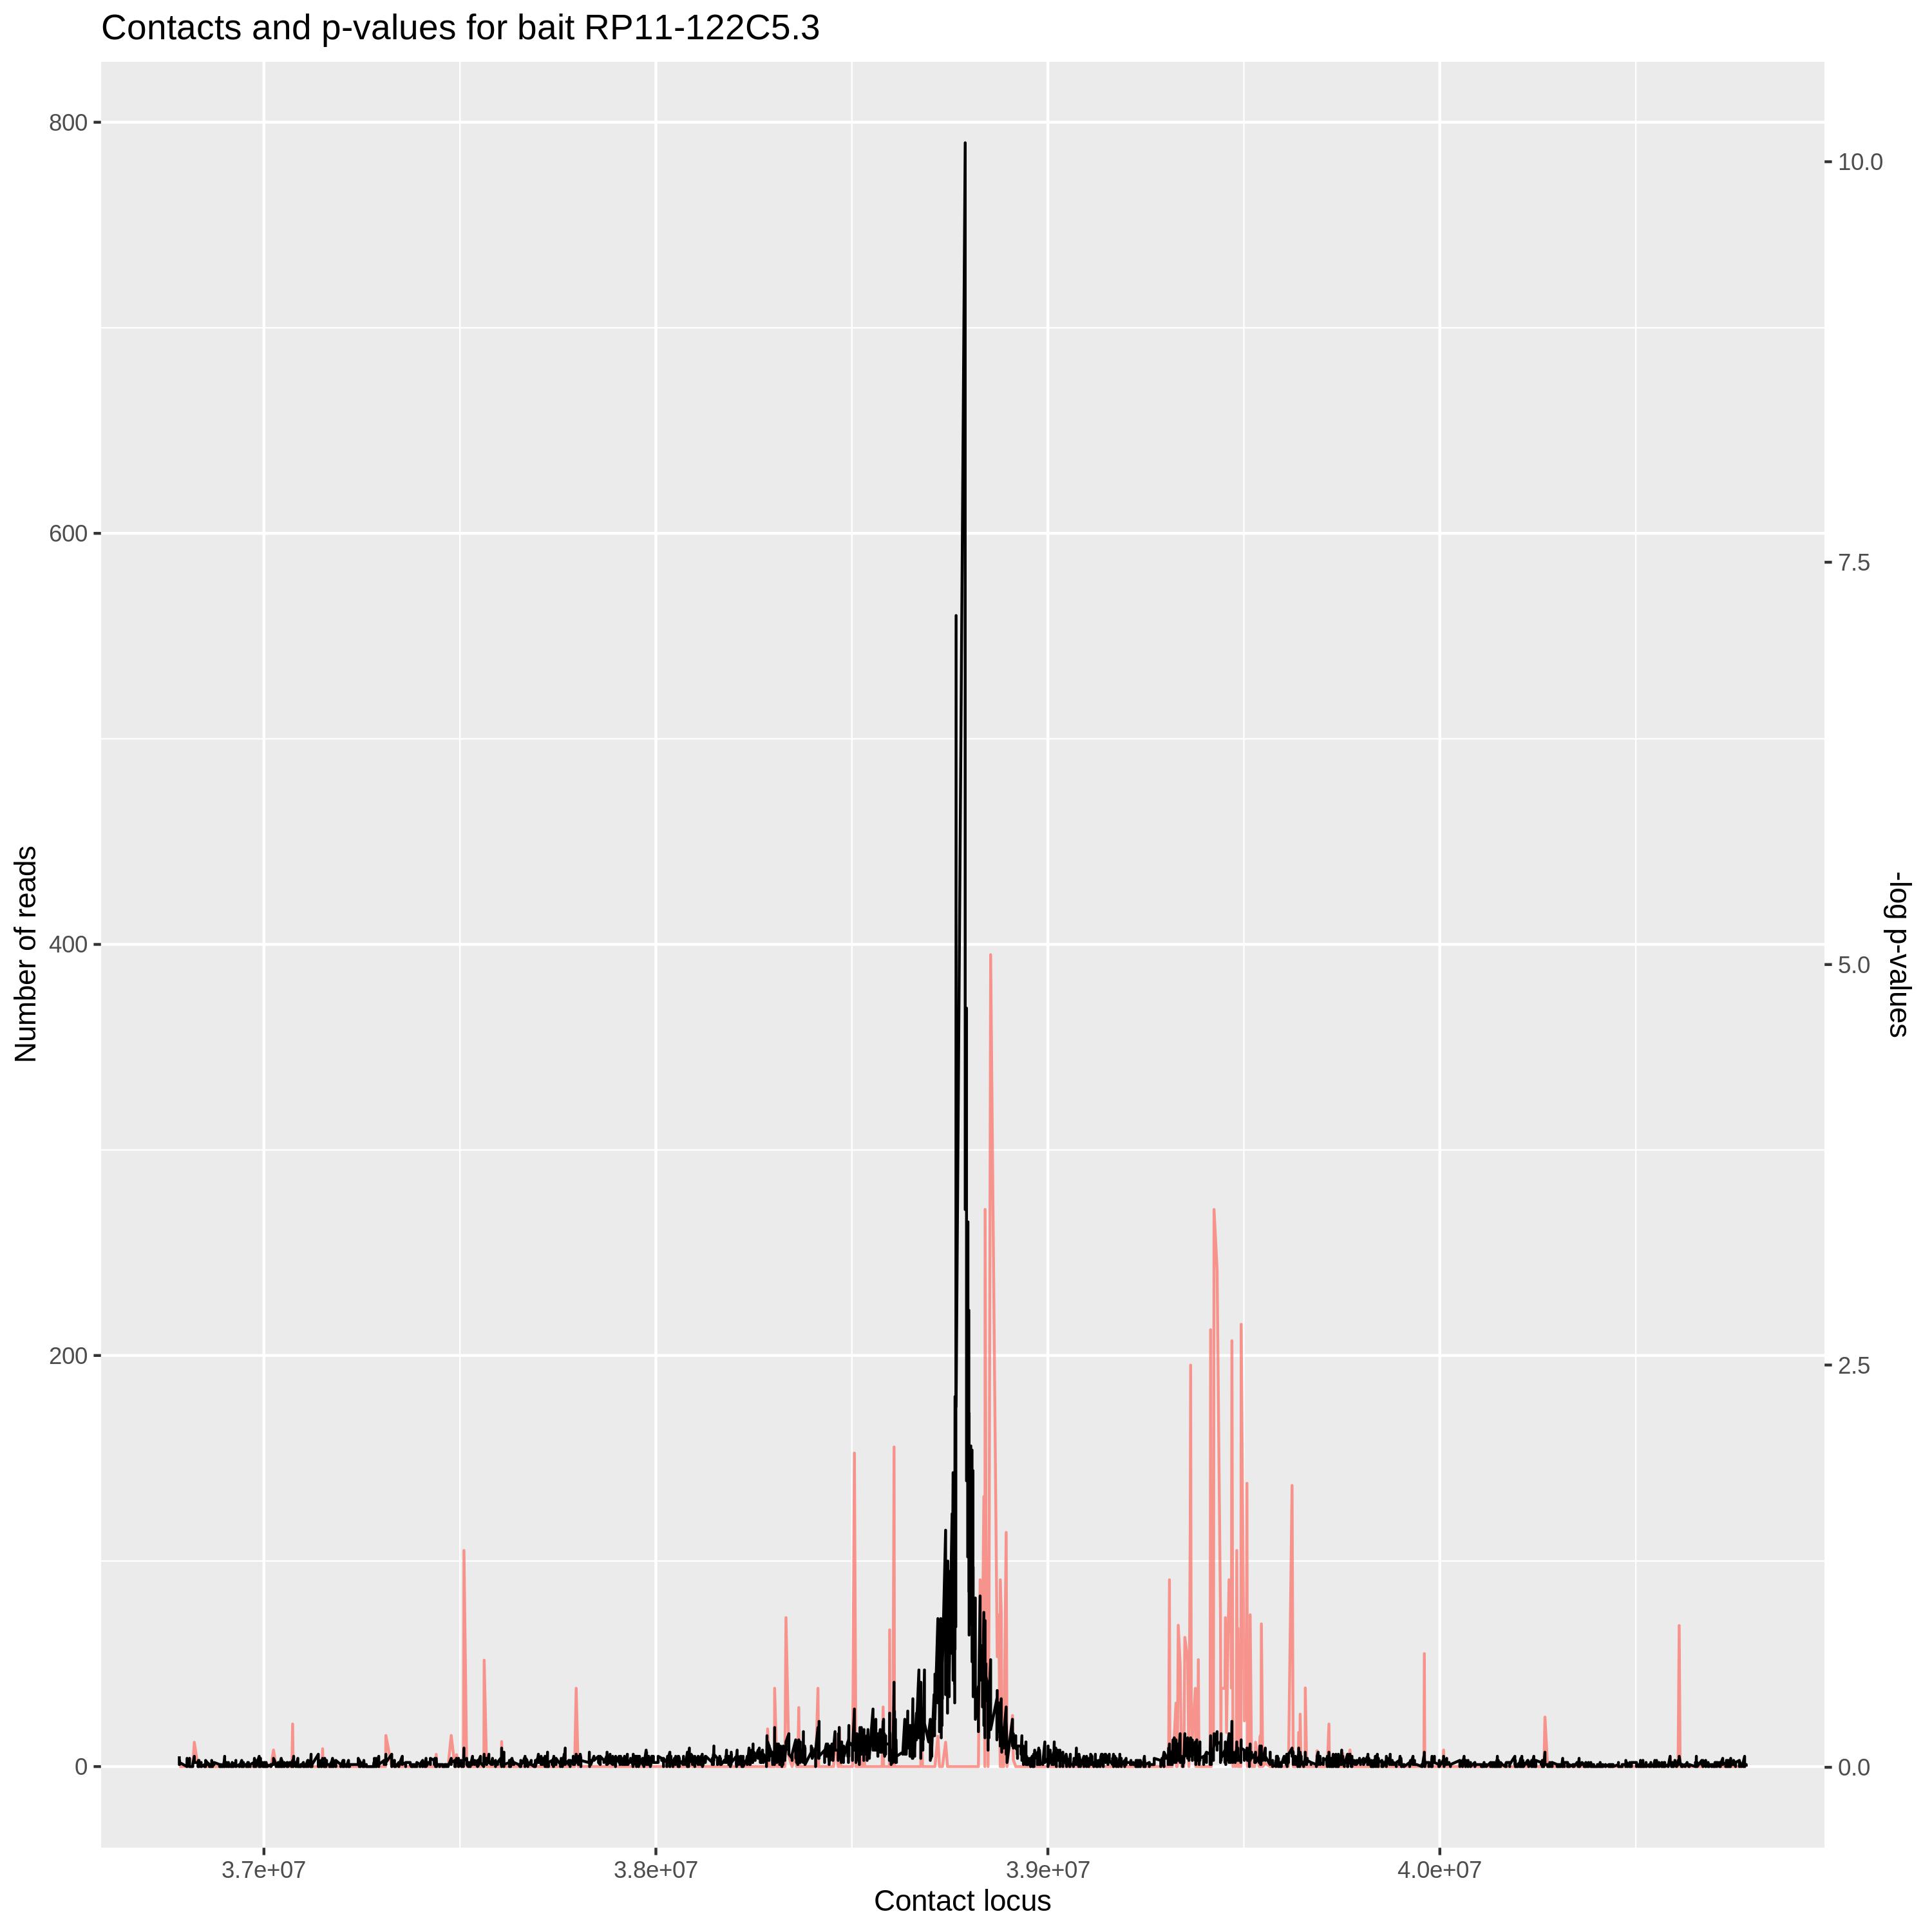 Contacts and p-values for bait RP11-122C5.3
800
600
400
200
0
Number of reads
10.0
7.5
5.0
2.5
0.0
-log p-values
3.7e+07
3.8e+07
3.9e+07
4.0e+07
Contact locus